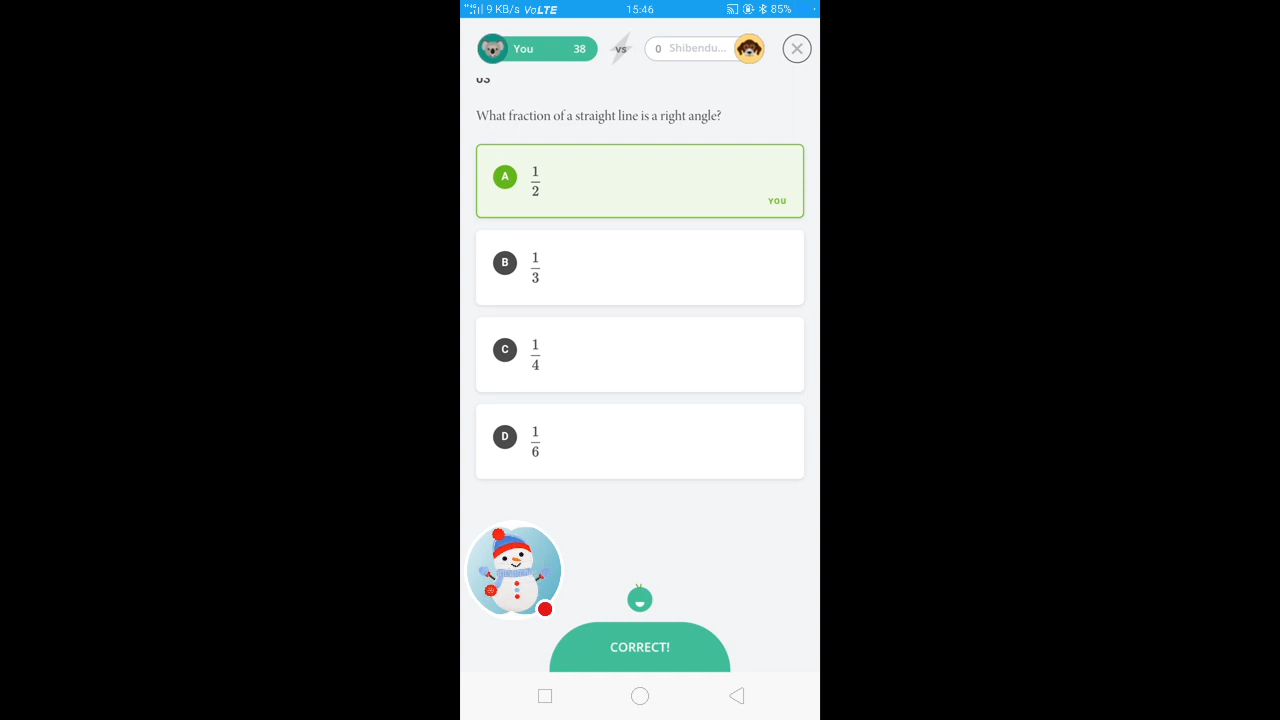 9 KB/s VoLTE 15:46 85%
You 38 vs 0 Shibendu...
03
What fraction of a straight line is a right angle?
A 1/2
YOU
B 1/3
C 1/4
D 1/6
CORRECT!